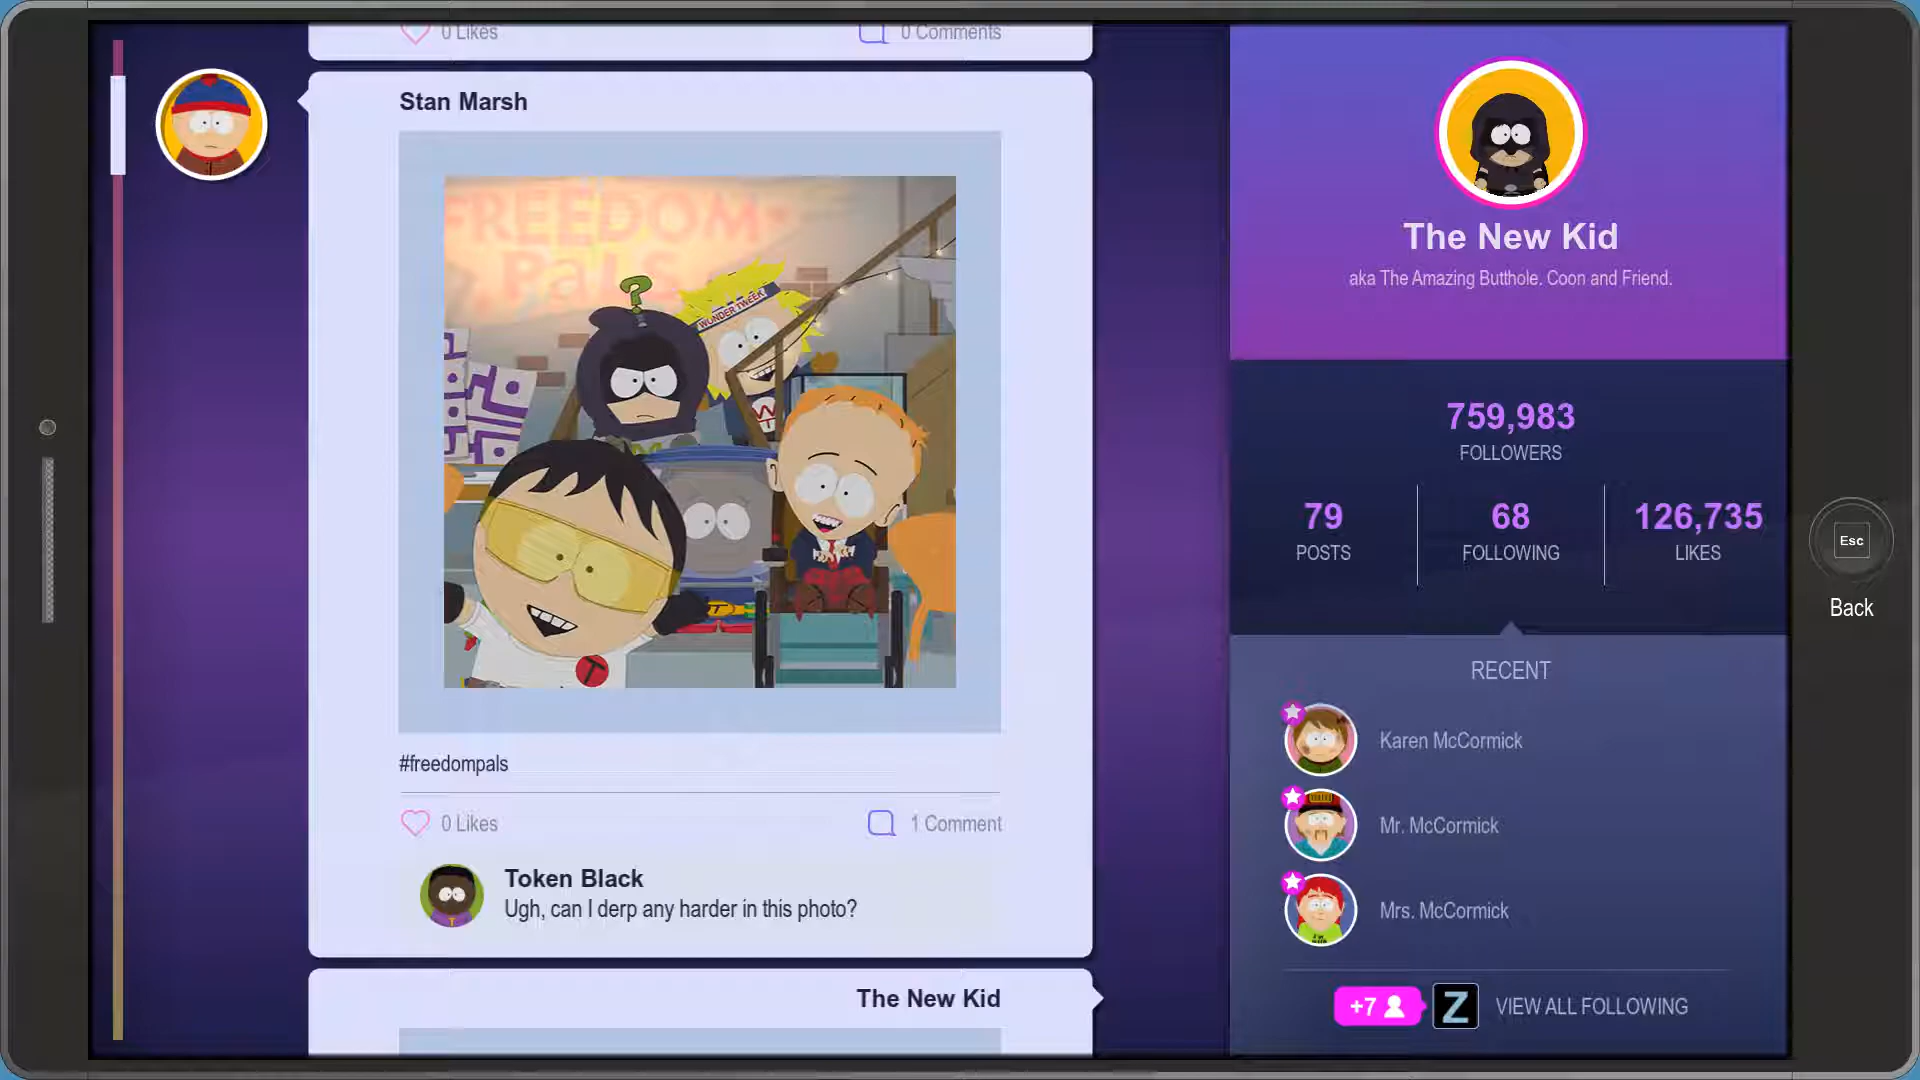 0 Likes
0 Comments
Stan Marsh
FREEDOM
Pals
?
WONDER TWEEK
W
T
#freedompals
0 Likes
1 Comment
Token Black
Ugh, can I derp any harder in this photo?
The New Kid
The New Kid
aka The Amazing Butthole. Coon and Friend.
759,983
FOLLOWERS
79
POSTS
68
FOLLOWING
126,735
LIKES
RECENT
Karen McCormick
Mr. McCormick
Mrs. McCormick
+7
Z
VIEW ALL FOLLOWING
Esc
Back